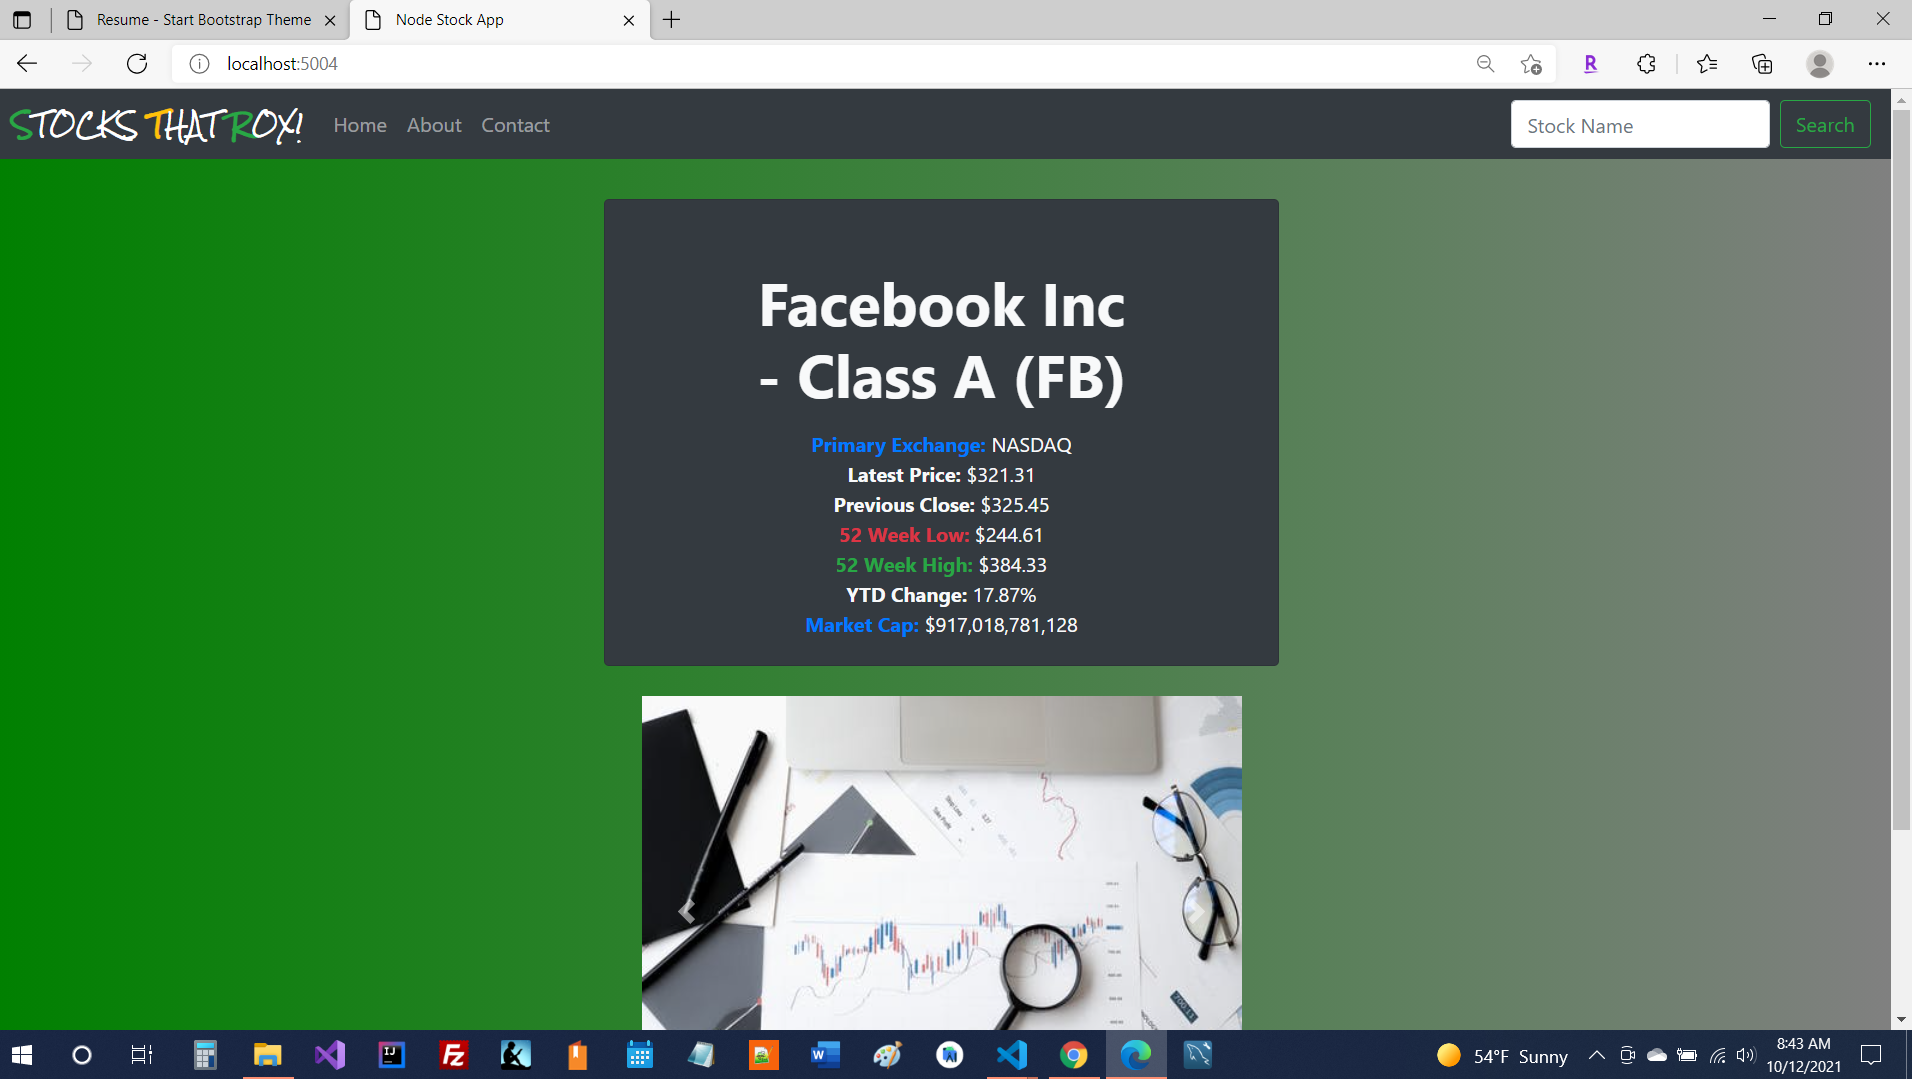 Resume - Start Bootstrap Theme
Node Stock App
localhost:5004
STOCKS THAT ROX!
Home
About
Contact
Stock Name
Search
Facebook Inc
- Class A (FB)
Primary Exchange: NASDAQ
Latest Price: $321.31
Previous Close: $325.45
52 Week Low: $244.61
52 Week High: $384.33
YTD Change: 17.87%
Market Cap: $917,018,781,128
54°F Sunny
8:43 AM
10/12/2021